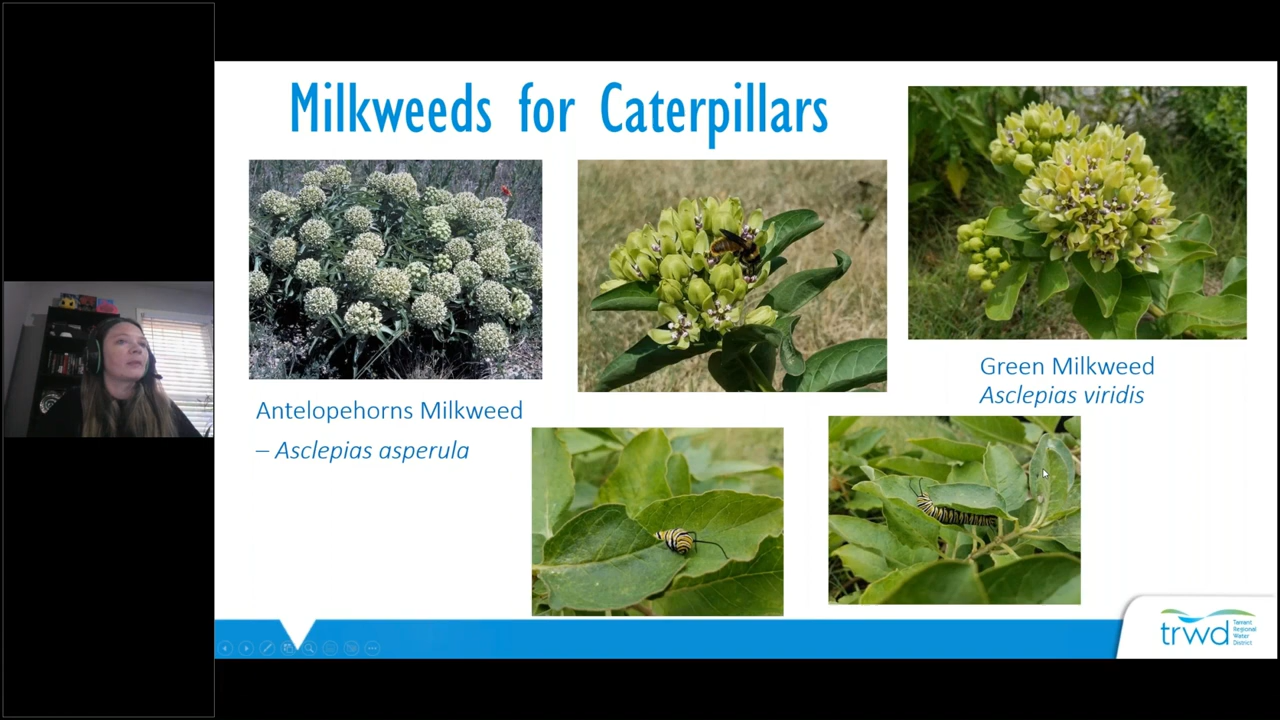 Milkweeds for Caterpillars
Antelopehorns Milkweed
– Asclepias asperula
Green Milkweed
Asclepias viridis
trwd
Tarrant
Regional
Water
District